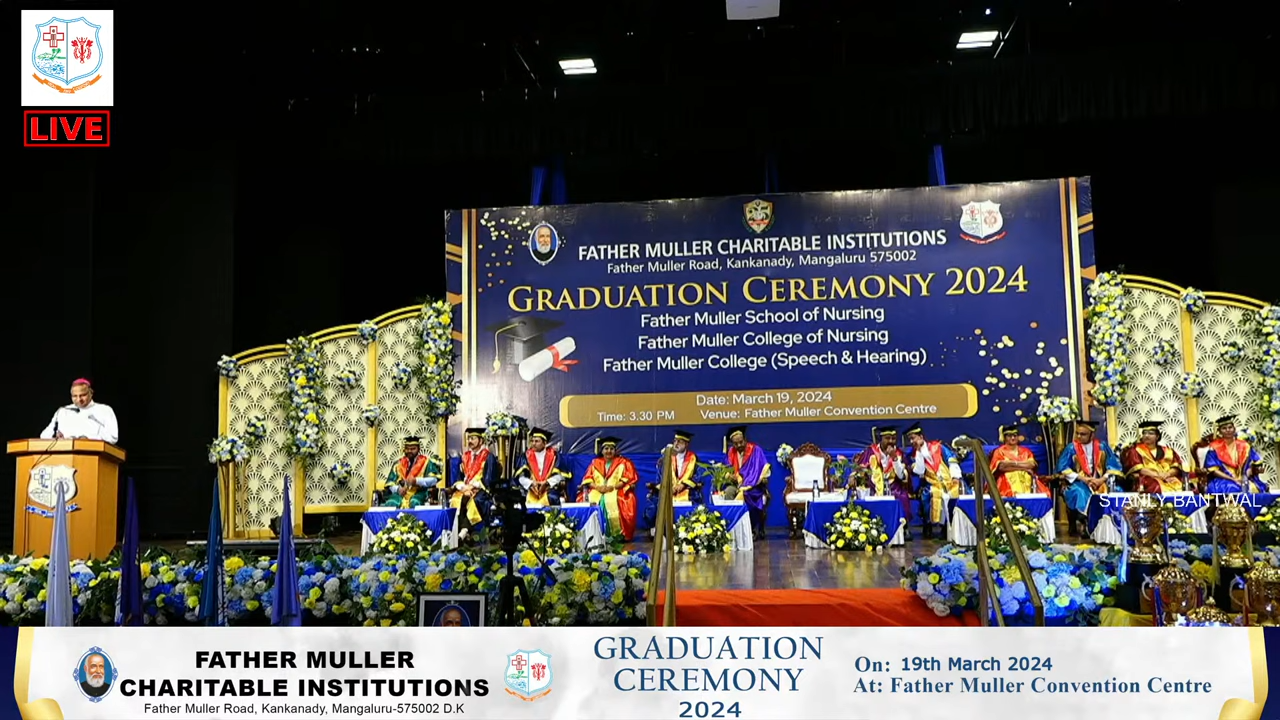 LIVE
FATHER MULLER CHARITABLE INSTITUTIONS
Father Muller Road, Kankanady, Mangaluru 575002
GRADUATION CEREMONY 2024
Father Muller School of Nursing
Father Muller College of Nursing
Father Muller College (Speech & Hearing)
Date: March 19, 2024
Time: 3.30 PM Venue: Father Muller Convention Centre
STANLY BANTWAL
FATHER MULLER
CHARITABLE INSTITUTIONS
Father Muller Road, Kankanady, Mangaluru-575002 D.K
GRADUATION
CEREMONY
2024
On: 19th March 2024
At: Father Muller Convention Centre